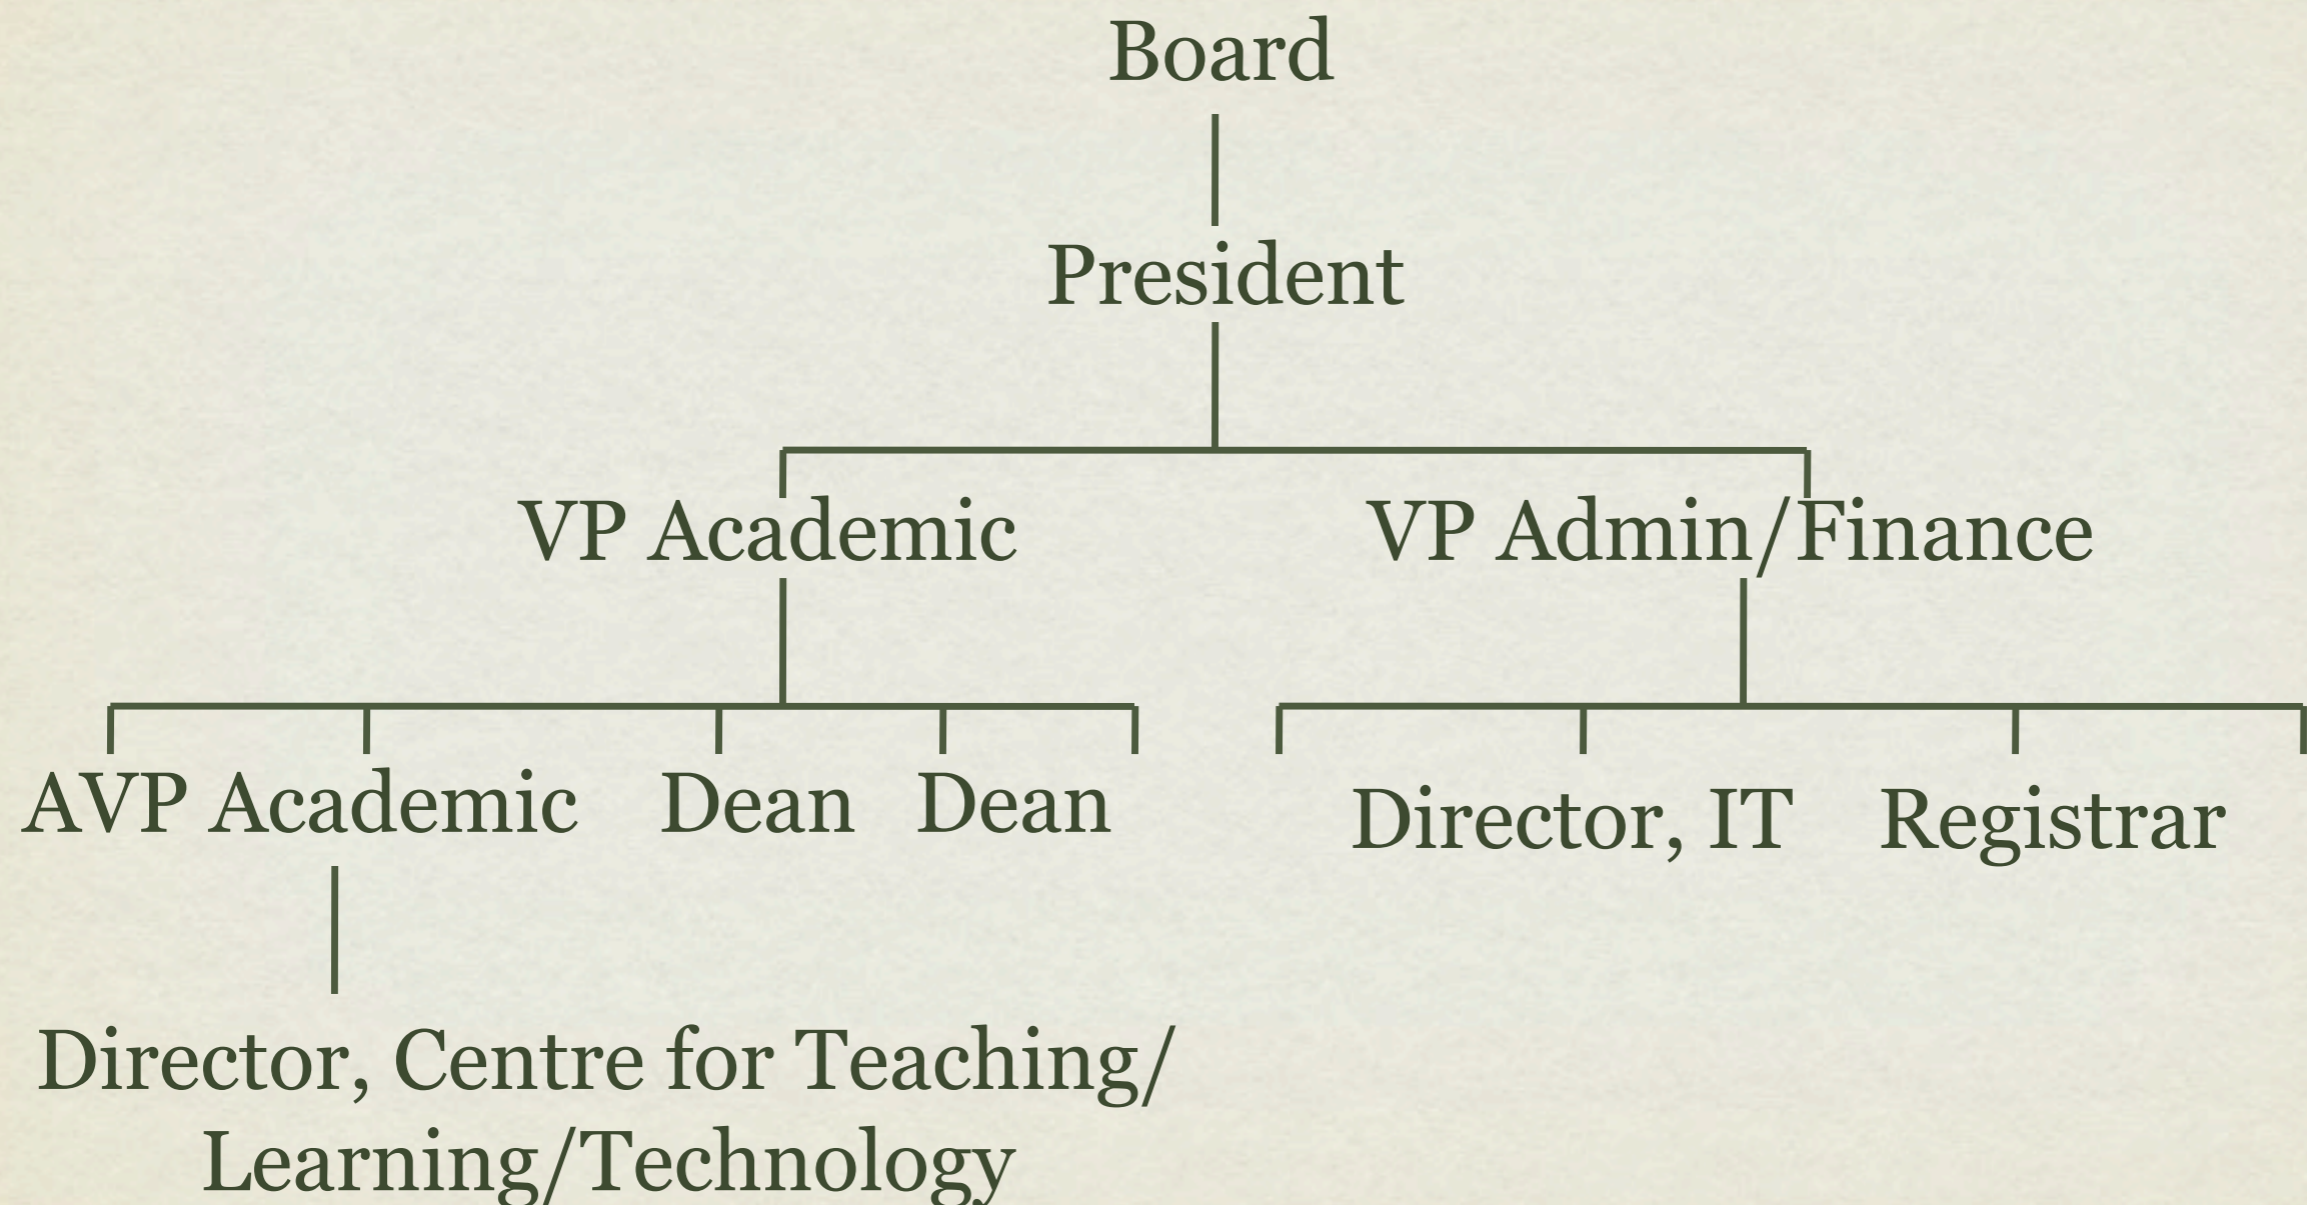 Board
President
VP Academic
VP Admin/Finance
AVP Academic
Dean
Dean
Director, IT
Registrar
Director, Centre for Teaching/
Learning/Technology